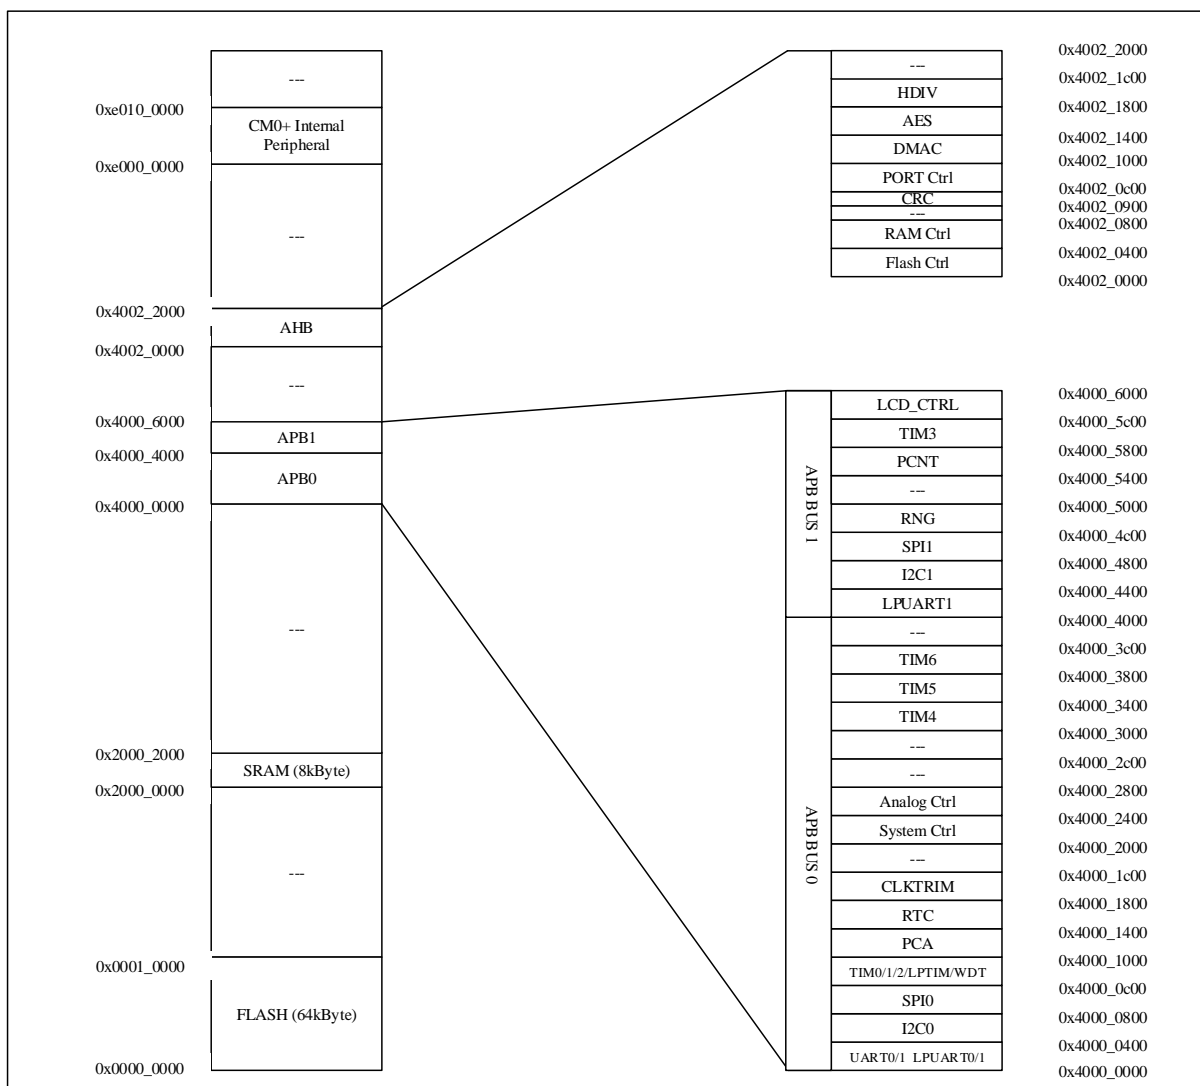 ---
0xe010_0000
CM0+ Internal
Peripheral
0xe000_0000
---
0x4002_2000
AHB
0x4002_0000
---
0x4000_6000
APB1
0x4000_4000
APB0
0x4000_0000
---
0x2000_2000
SRAM (8kByte)
0x2000_0000
---
0x0001_0000
FLASH (64kByte)
0x0000_0000
0x4002_2000
---
0x4002_1c00
HDIV
0x4002_1800
AES
0x4002_1400
DMAC
0x4002_1000
PORT Ctrl
0x4002_0c00
CRC
0x4002_0900
---
0x4002_0800
RAM Ctrl
0x4002_0400
Flash Ctrl
0x4002_0000
APB BUS 1
0x4000_6000
LCD_CTRL
0x4000_5c00
TIM3
0x4000_5800
PCNT
0x4000_5400
---
0x4000_5000
RNG
0x4000_4c00
SPI1
0x4000_4800
I2C1
0x4000_4400
LPUART1
0x4000_4000
APB BUS 0
---
0x4000_3c00
TIM6
0x4000_3800
TIM5
0x4000_3400
TIM4
0x4000_3000
---
0x4000_2c00
---
0x4000_2800
Analog Ctrl
0x4000_2400
System Ctrl
0x4000_2000
---
0x4000_1c00
CLKTRIM
0x4000_1800
RTC
0x4000_1400
PCA
0x4000_1000
TIM0/1/2/LPTIM/WDT
0x4000_0c00
SPI0
0x4000_0800
I2C0
0x4000_0400
UART0/1 LPUART0/1
0x4000_0000